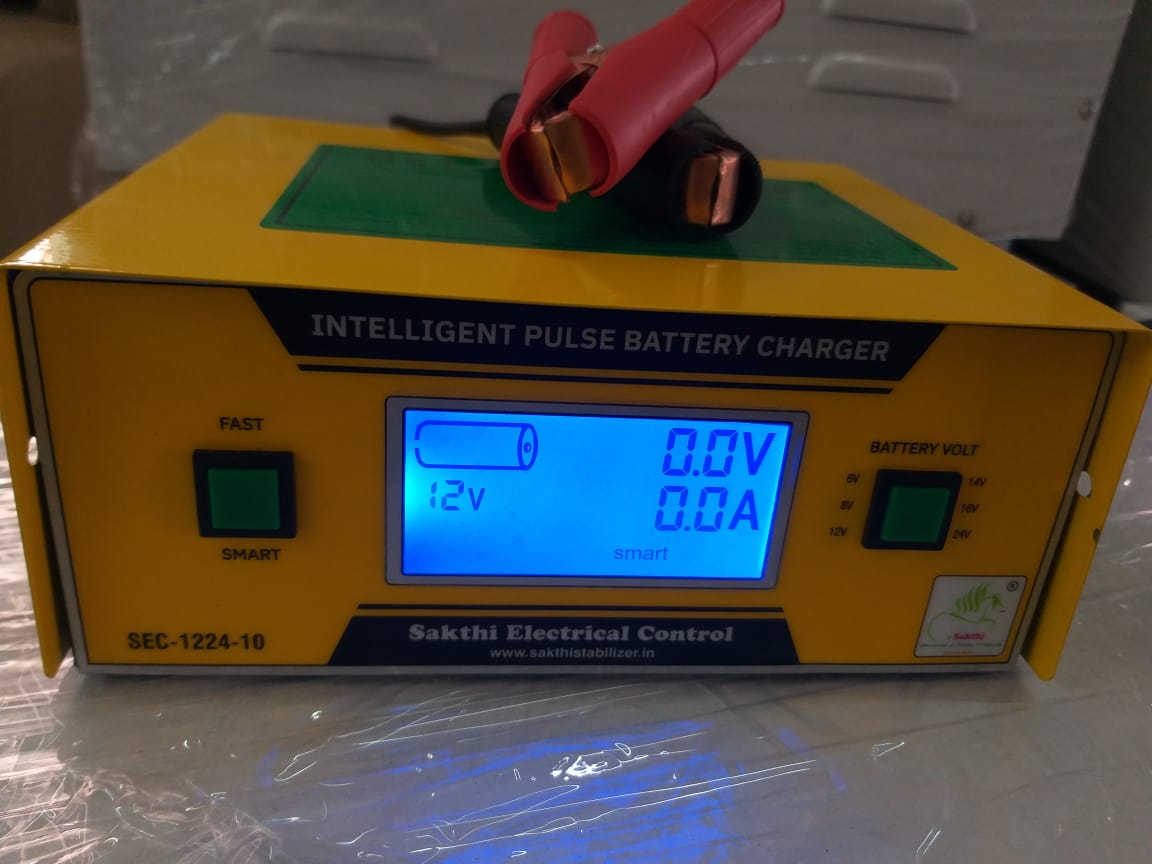 INTELLIGENT PULSE BATTERY CHARGER
FAST
SMART
12V
0.0V
0.0A
smart
BATTERY VOLT
6V
14V
8V
16V
12V
24V
SEC-1224-10
Sakthi Electrical Control
www.sakthistabilizer.in
®
Sakthi